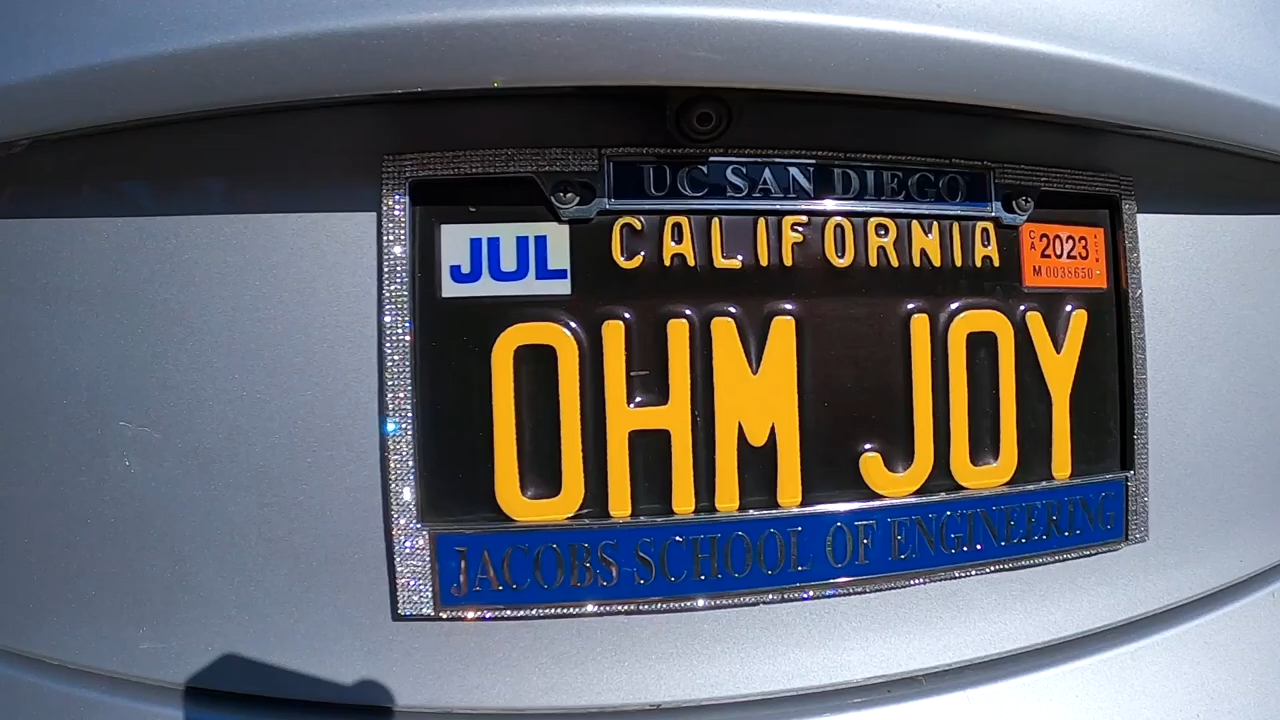 UC SAN DIEGO
JUL
CALIFORNIA
CA 2023
M 0038650
OHM JOY
JACOBS SCHOOL OF ENGINEERING